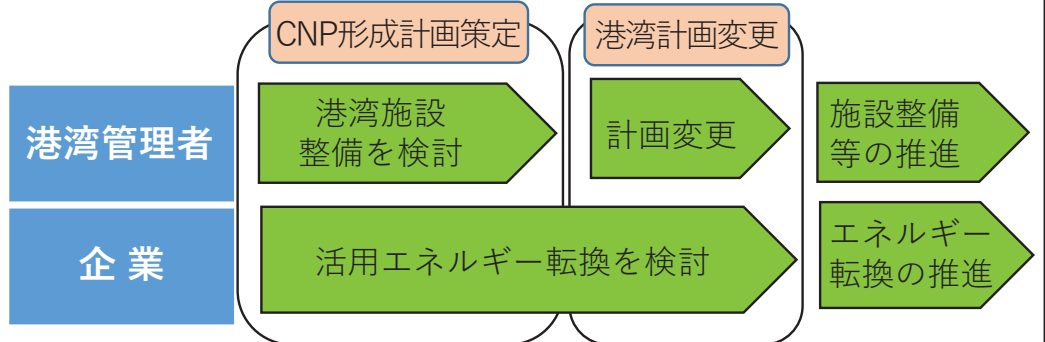 CNP形成計画策定
港湾計画変更
港湾管理者
港湾施設
整備を検討
計画変更
施設整備
等の推進
企業
活用エネルギー転換を検討
エネルギー
転換の推進